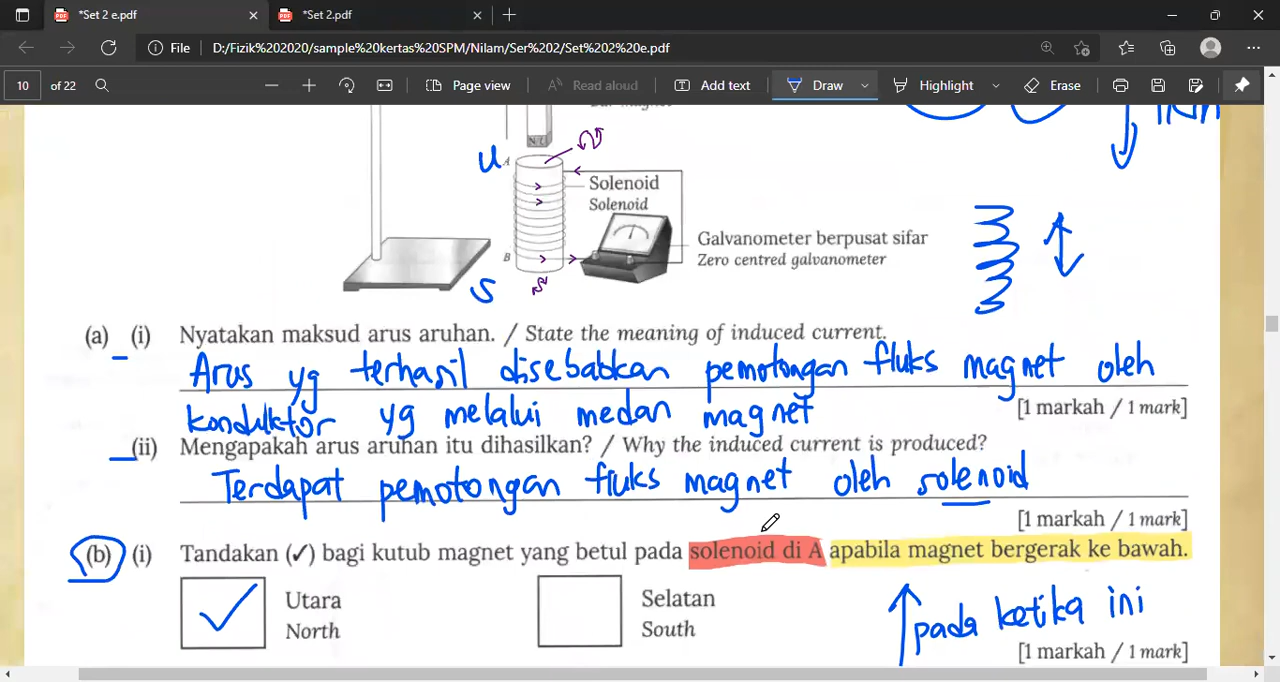 *Set 2 e.pdf
*Set 2.pdf
File D:/Fizik%202020/sample%20kertas%20SPM/Nilam/Ser%202/Set%202%20e.pdf
10 of 22 Page view Read aloud Add text Draw Highlight Erase
U A
Solenoid
Solenoid
Galvanometer berpusat sifar
Zero centred galvanometer
B
S
(a) (i) Nyatakan maksud arus aruhan. / State the meaning of induced current.
Arus yg terhasil disebabkan pemotongan fluks magnet oleh
konduktor yg melalui medan magnet
[1 markah / 1 mark]
(ii) Mengapakah arus aruhan itu dihasilkan? / Why the induced current is produced?
Terdapat pemotongan fluks magnet oleh solenoid
[1 markah / 1 mark]
(b) (i) Tandakan (✓) bagi kutub magnet yang betul pada solenoid di A apabila magnet bergerak ke bawah.
Utara
North
Selatan
South
pada ketika ini
[1 markah / 1 mark]